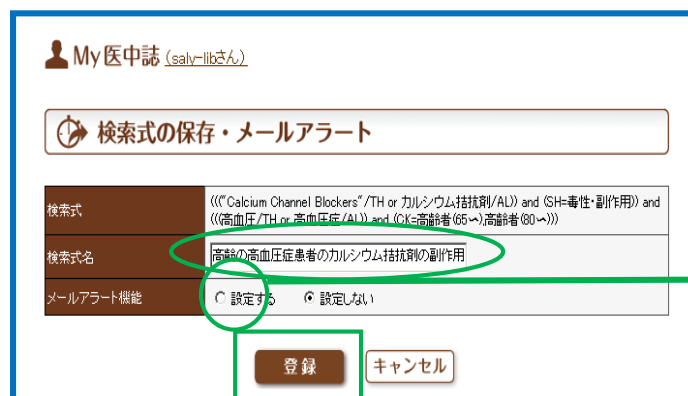 My医中誌 (saly-libさん)
検索式の保存・メールアラート
検索式
((("Calcium Channel Blockers"/TH or カルシウム拮抗剤/AL)) and (SH=毒性・副作用)) and
(((高血圧/TH or 高血圧症/AL)) and (CK=高齢者(65〜),高齢者(80〜)))
検索式名
高齢の高血圧症患者のカルシウム拮抗剤の副作用
メールアラート機能
設定する 設定しない
登録 キャンセル